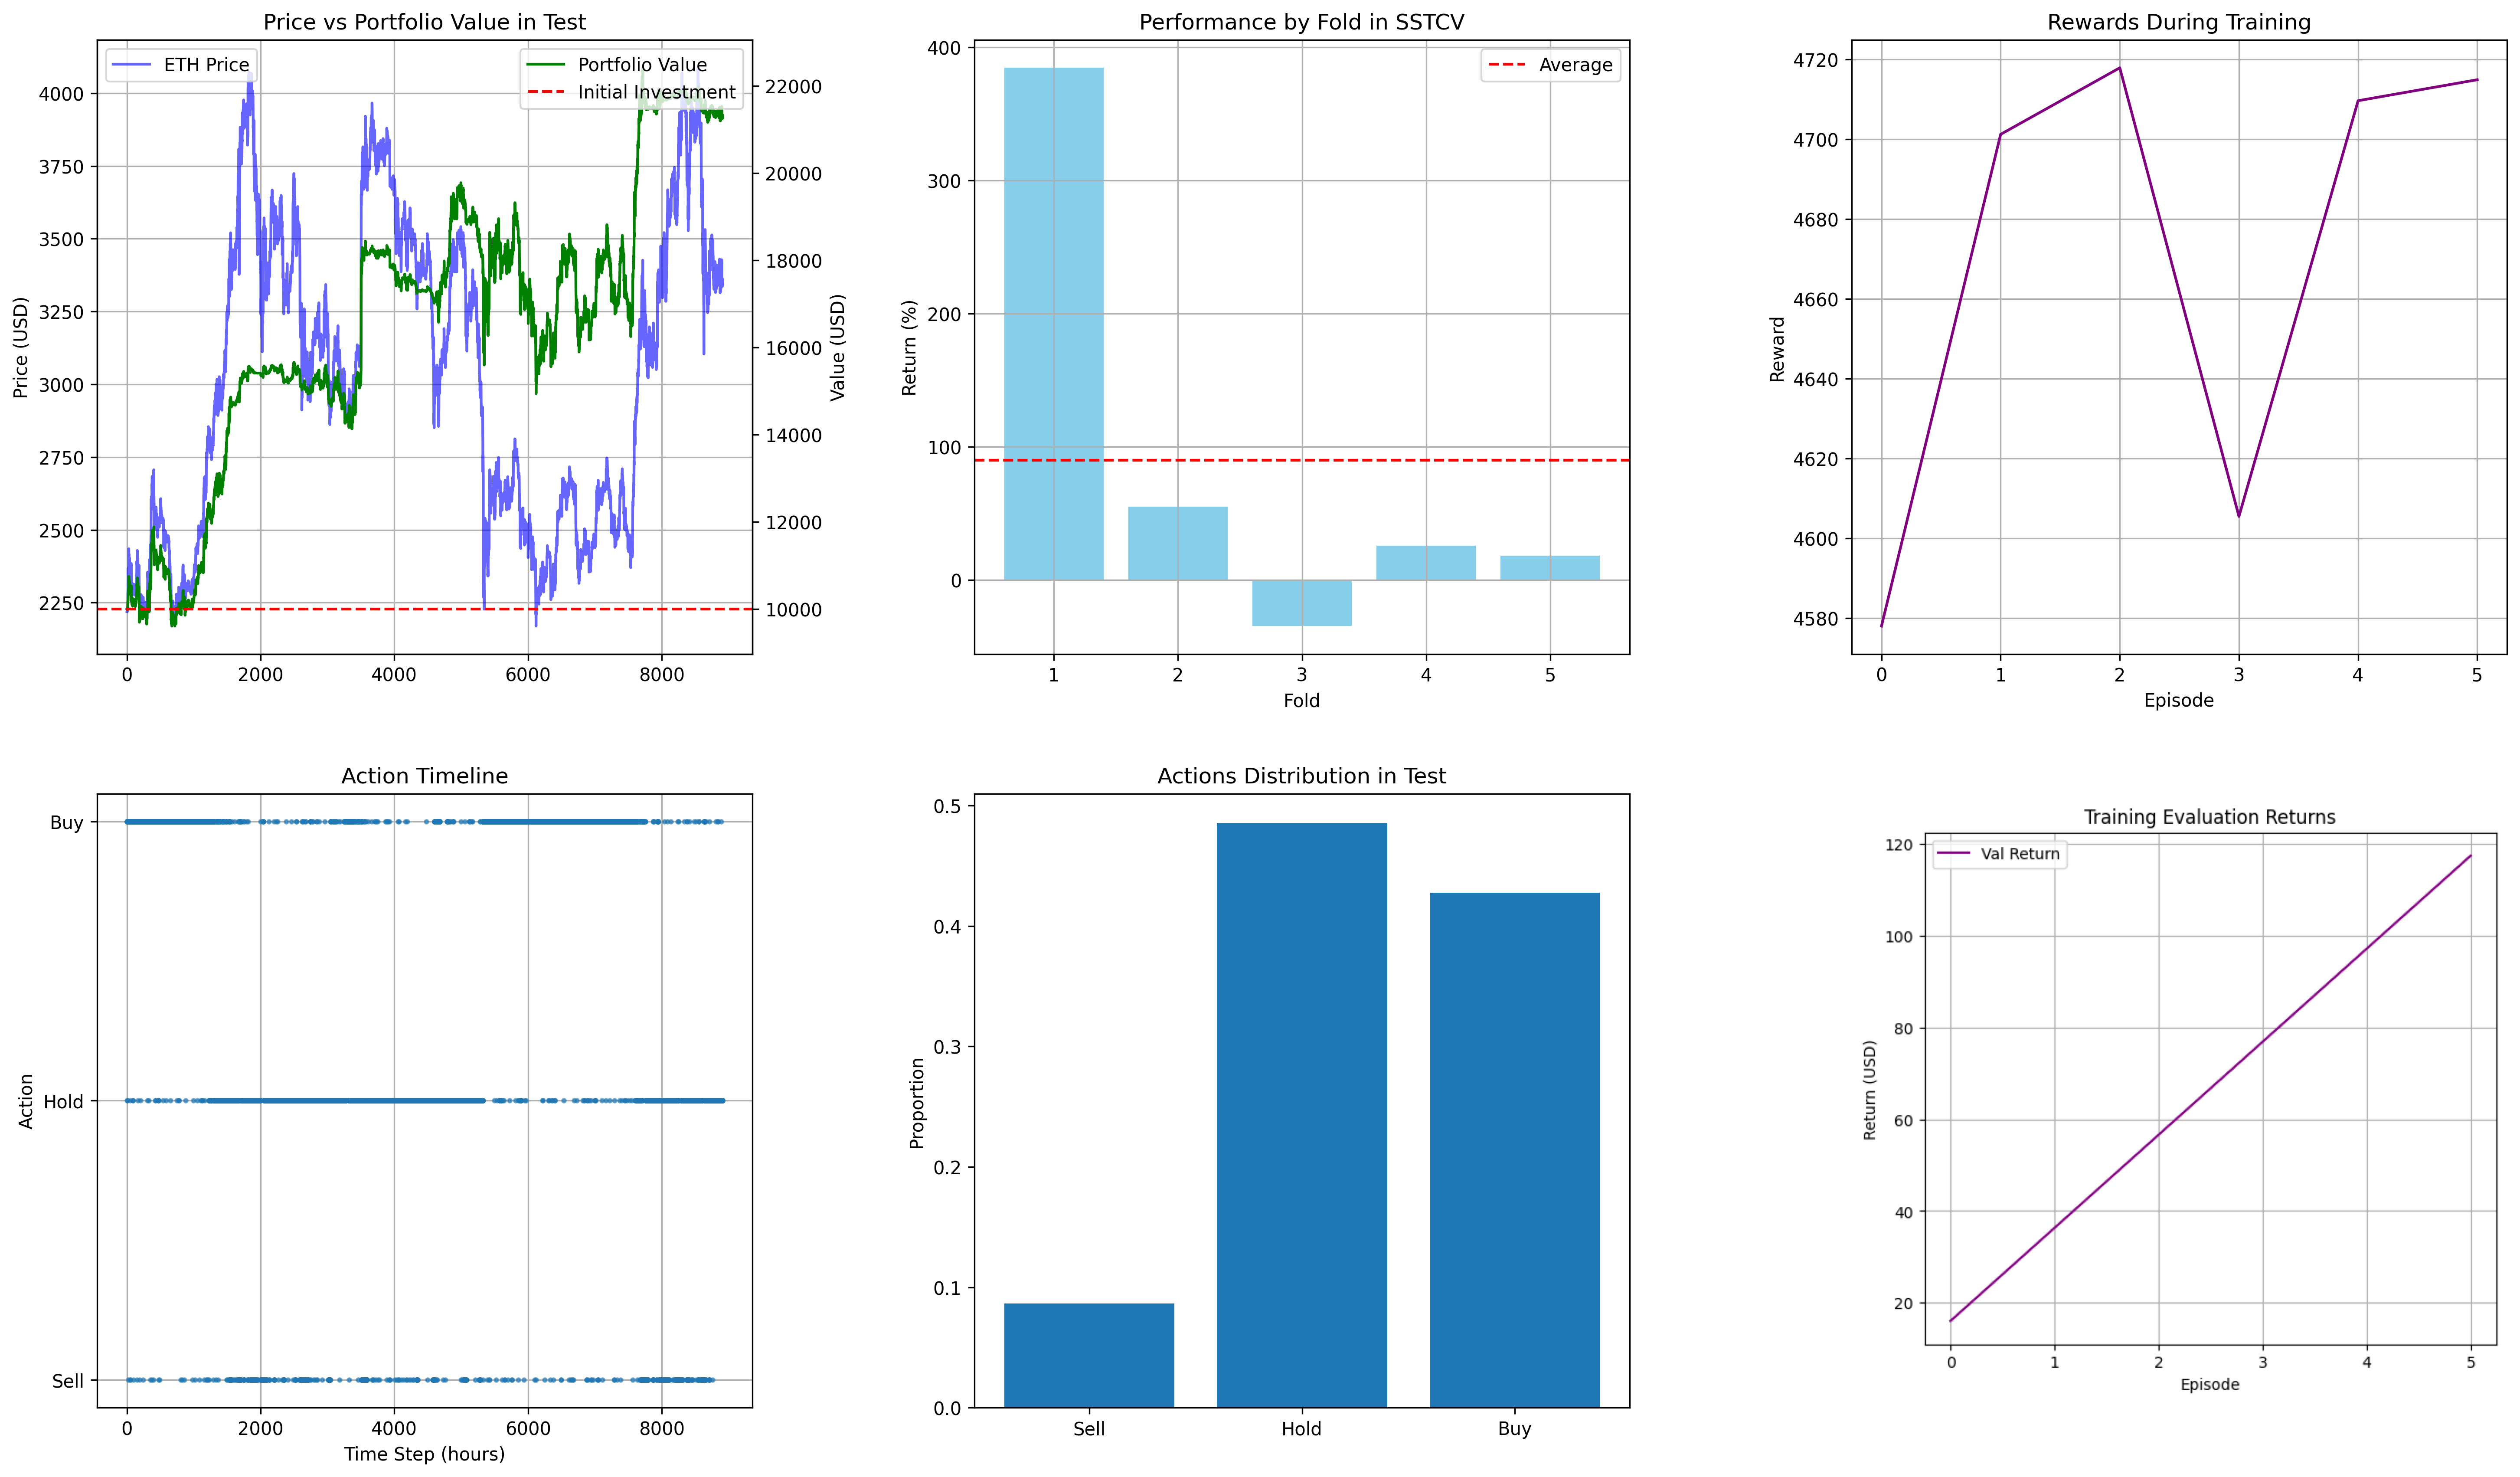 Price vs Portfolio Value in Test
ETH Price
Portfolio Value
Initial Investment
4000
3750
3500
3250
3000
2750
2500
2250
Price (USD)
22000
20000
18000
16000
14000
12000
10000
Value (USD)
0 2000 4000 6000 8000
Performance by Fold in SSTCV
Average
400
300
200
100
0
Return (%)
1 2 3 4 5
Fold
Rewards During Training
4720
4700
4680
4660
4640
4620
4600
4580
Reward
0 1 2 3 4 5
Episode
Action Timeline
Buy
Hold
Sell
Action
0 2000 4000 6000 8000
Time Step (hours)
Actions Distribution in Test
0.5
0.4
0.3
0.2
0.1
0.0
Proportion
Sell Hold Buy
Training Evaluation Returns
Val Return
120
100
80
60
40
20
Return (USD)
0 1 2 3 4 5
Episode